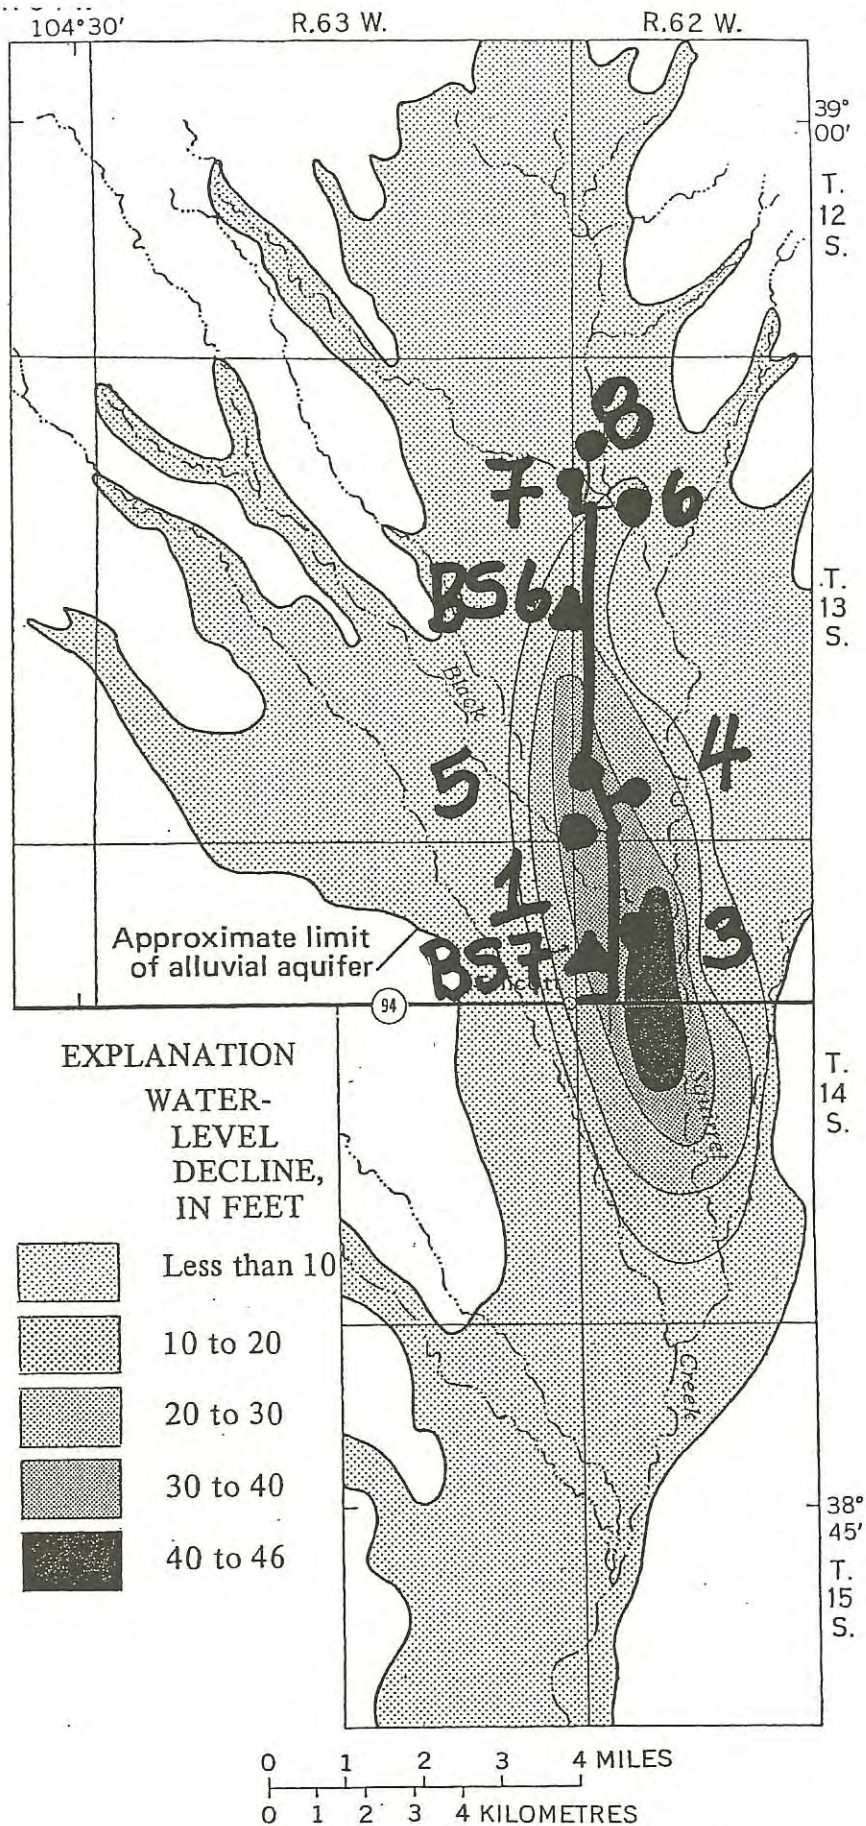 104°30' R.63 W. R.62 W.
39°
00'
T.
12
S.
8
7 6
BS6
T.
13
S.
Black
4
5
1
Approximate limit
of alluvial aquifer
3
BS7
94
EXPLANATION
WATER-
LEVEL
DECLINE,
IN FEET
Squirrel
T.
14
S.
Less than 10
10 to 20
20 to 30
30 to 40
40 to 46
Creek
38°
45'
T.
15
S.
0 1 2 3 4 MILES
0 1 2 3 4 KILOMETRES